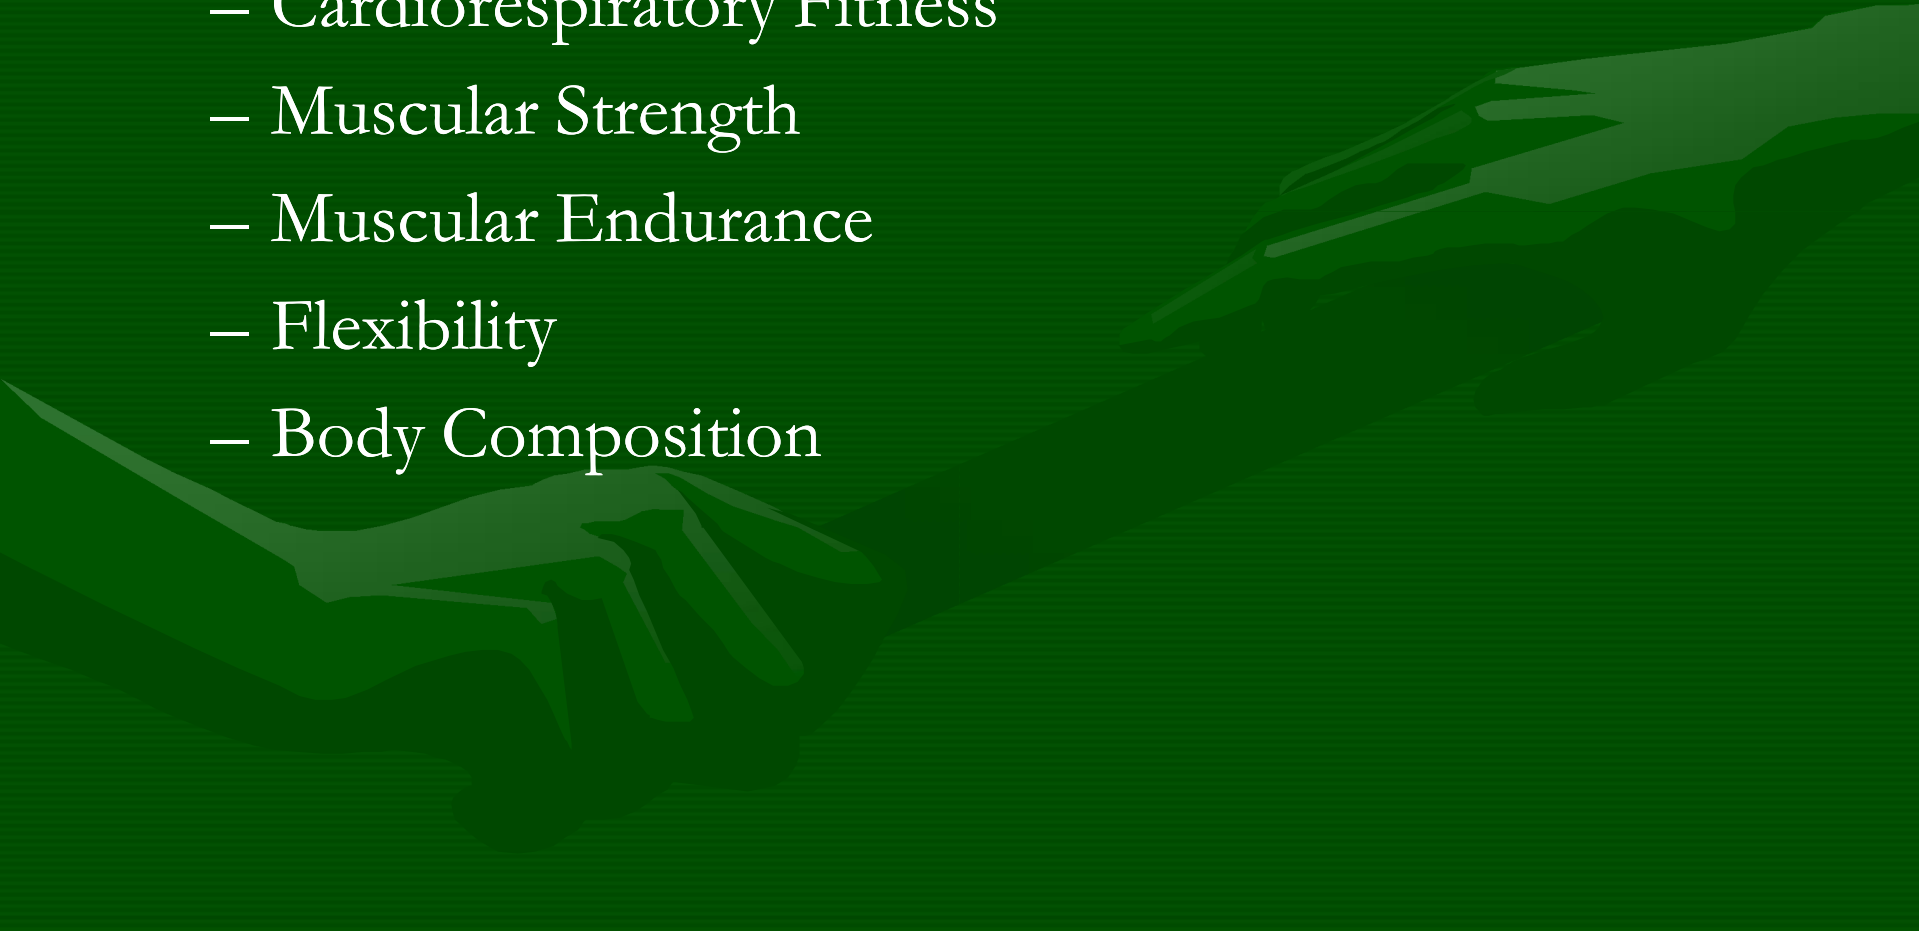 – Cardiorespiratory Fitness
– Muscular Strength
– Muscular Endurance
– Flexibility
– Body Composition